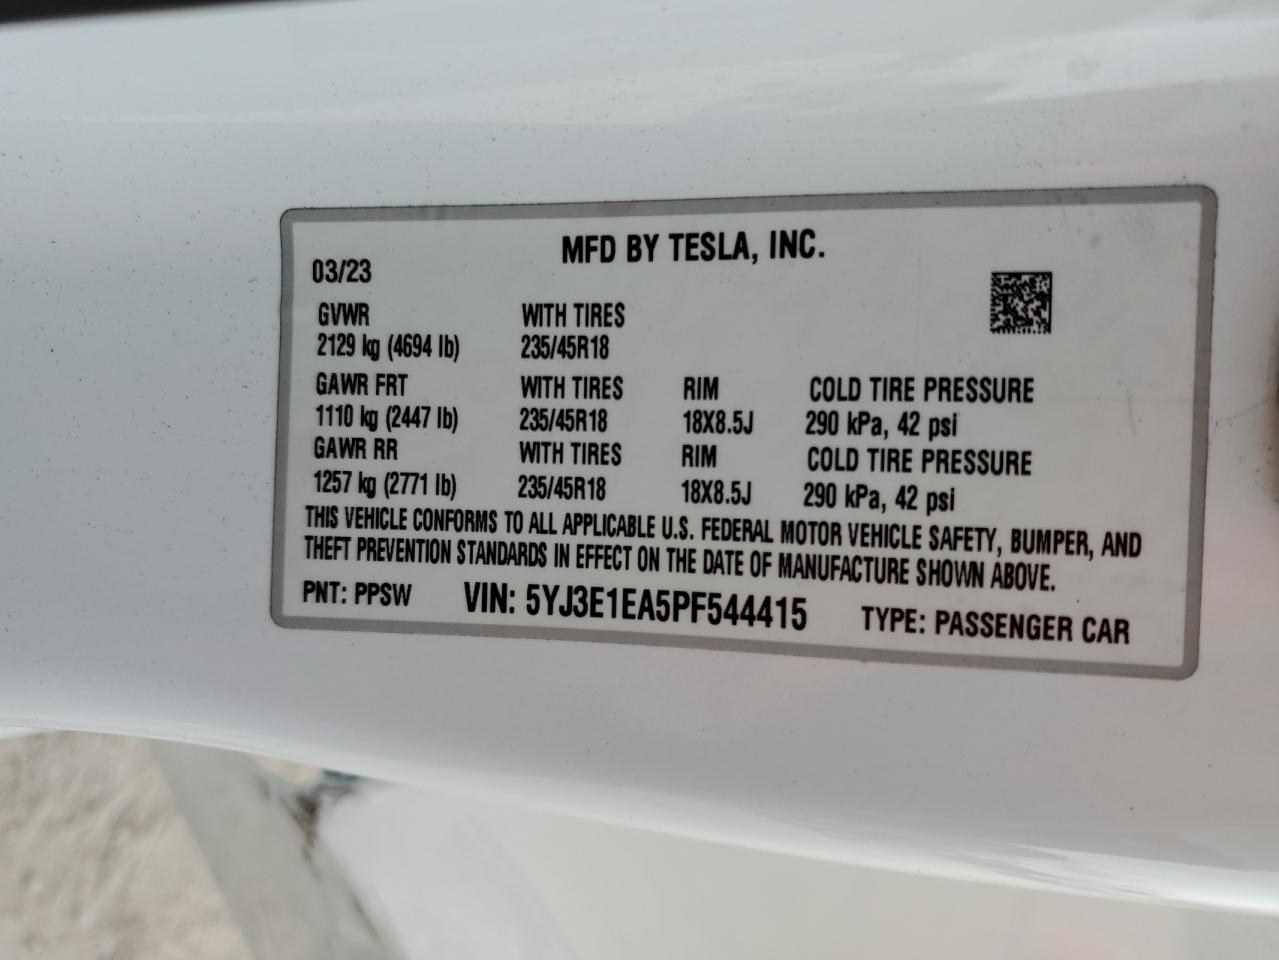 MFD BY TESLA, INC.
03/23
GVWR WITH TIRES
2129 kg (4694 lb) 235/45R18
GAWR FRT WITH TIRES RIM COLD TIRE PRESSURE
1110 kg (2447 lb) 235/45R18 18X8.5J 290 kPa, 42 psi
GAWR RR WITH TIRES RIM COLD TIRE PRESSURE
1257 kg (2771 lb) 235/45R18 18X8.5J 290 kPa, 42 psi
THIS VEHICLE CONFORMS TO ALL APPLICABLE U.S. FEDERAL MOTOR VEHICLE SAFETY, BUMPER, AND
THEFT PREVENTION STANDARDS IN EFFECT ON THE DATE OF MANUFACTURE SHOWN ABOVE.
PNT: PPSW VIN: 5YJ3E1EA5PF544415 TYPE: PASSENGER CAR